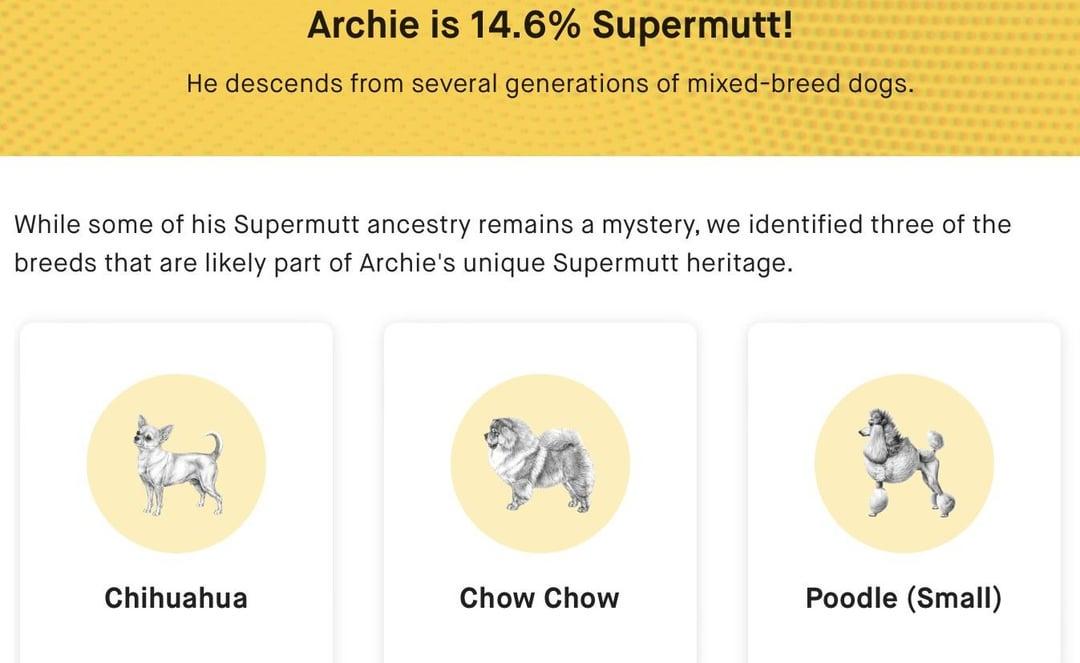 Archie is 14.6% Supermutt!
He descends from several generations of mixed-breed dogs.
While some of his Supermutt ancestry remains a mystery, we identified three of the
breeds that are likely part of Archie's unique Supermutt heritage.
Chihuahua
Chow Chow
Poodle (Small)